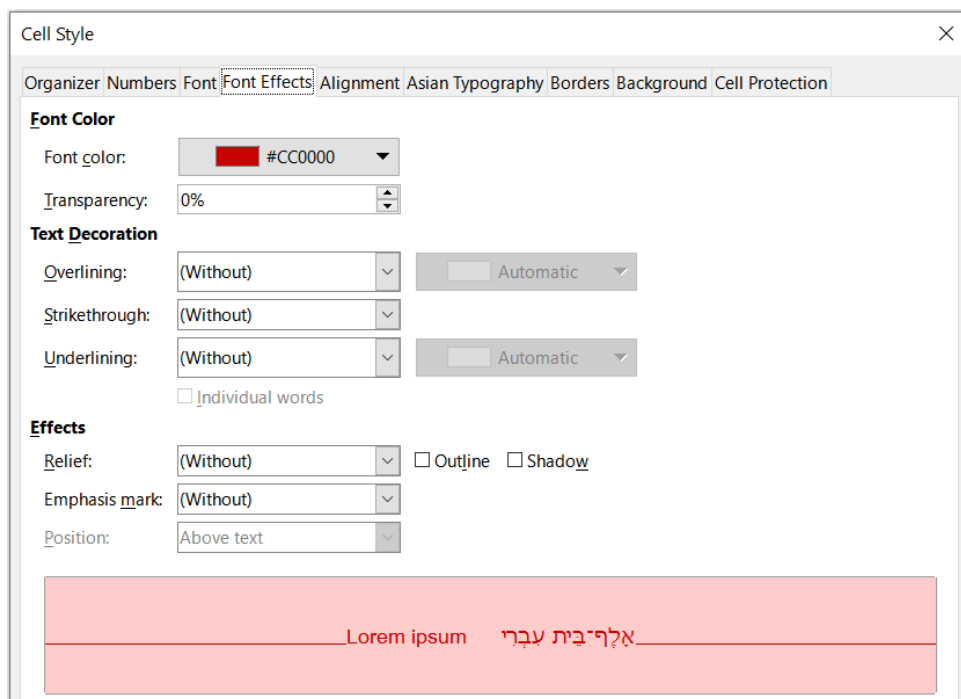 Cell Style
Organizer Numbers Font Font Effects Alignment Asian Typography Borders Background Cell Protection
Font Color
Font color: #CC0000
Transparency: 0%
Text Decoration
Overlining: (Without) Automatic
Strikethrough: (Without)
Underlining: (Without) Automatic
Individual words
Effects
Relief: (Without) Outline Shadow
Emphasis mark: (Without)
Position: Above text
Lorem ipsum אָלֶף־בֵּית עִבְרִי